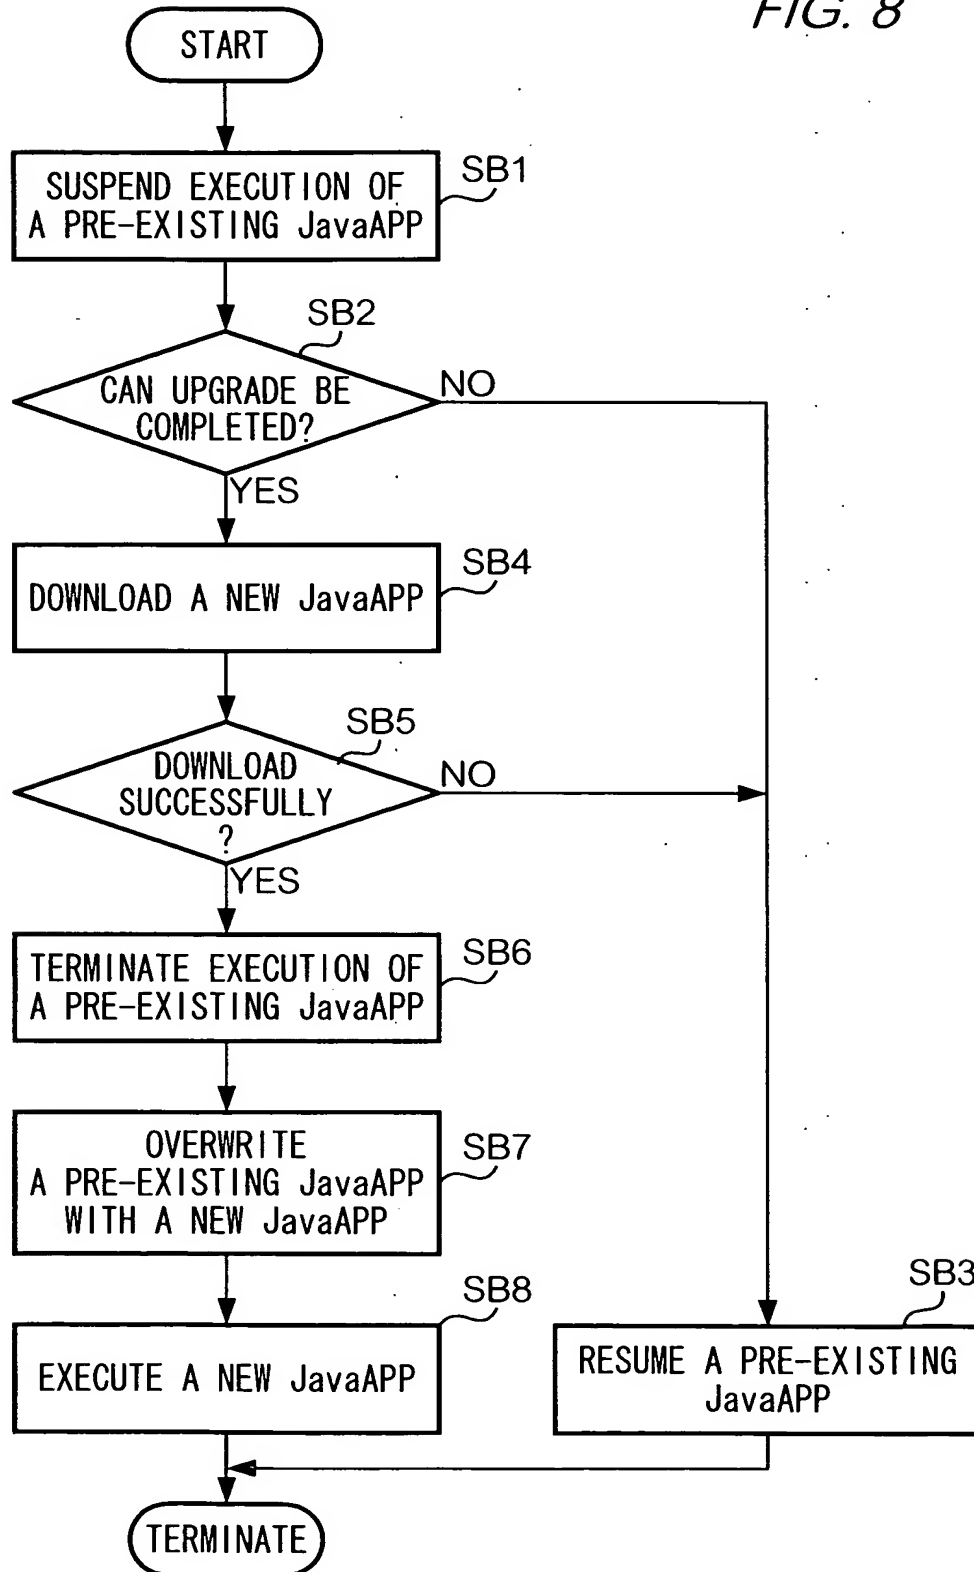 FIG. 8
START
SB1
SUSPEND EXECUTION OF
A PRE-EXISTING JavaAPP
SB2
CAN UPGRADE BE
COMPLETED?
NO
YES
SB4
DOWNLOAD A NEW JavaAPP
SB5
DOWNLOAD
SUCCESSFULLY
?
NO
YES
SB6
TERMINATE EXECUTION OF
A PRE-EXISTING JavaAPP
SB7
OVERWRITE
A PRE-EXISTING JavaAPP
WITH A NEW JavaAPP
SB8
EXECUTE A NEW JavaAPP
SB3
RESUME A PRE-EXISTING
JavaAPP
TERMINATE